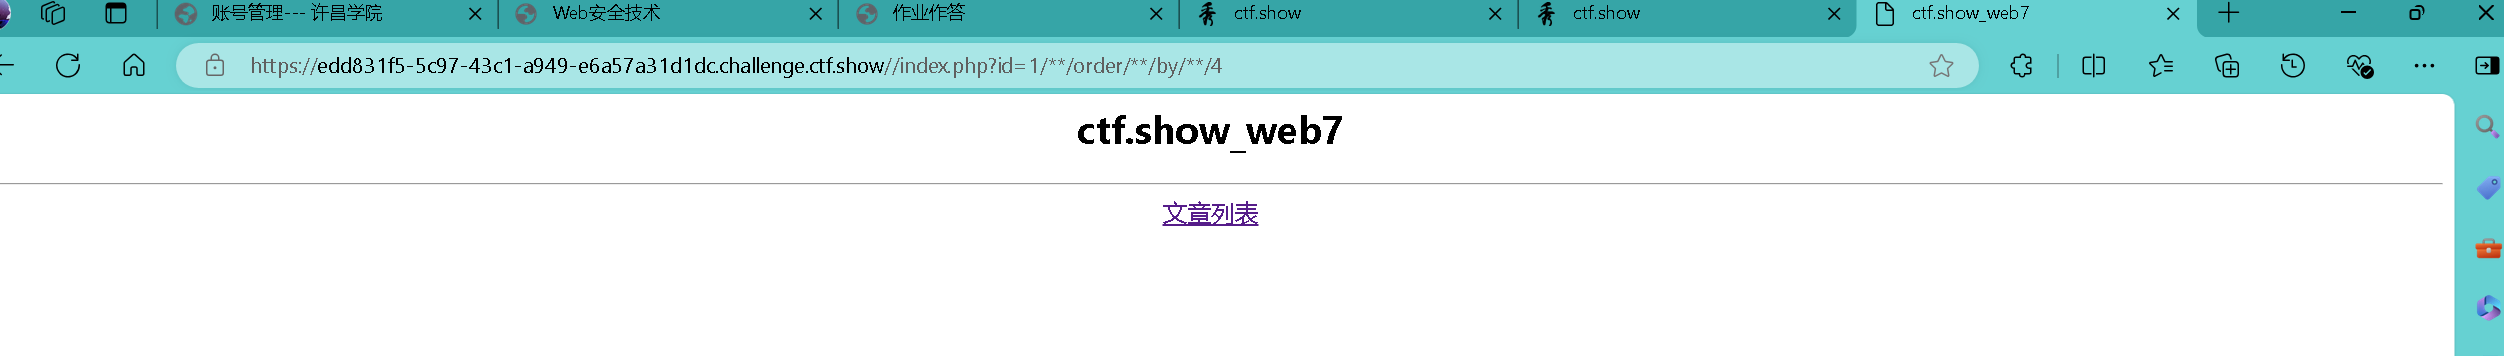 账号管理--- 许昌学院
Web安全技术
作业作答
ctf.show
ctf.show
ctf.show_web7
https://edd831f5-5c97-43c1-a949-e6a57a31d1dc.challenge.ctf.show//index.php?id=1/**/order/**/by/**/4
ctf.show_web7
文章列表